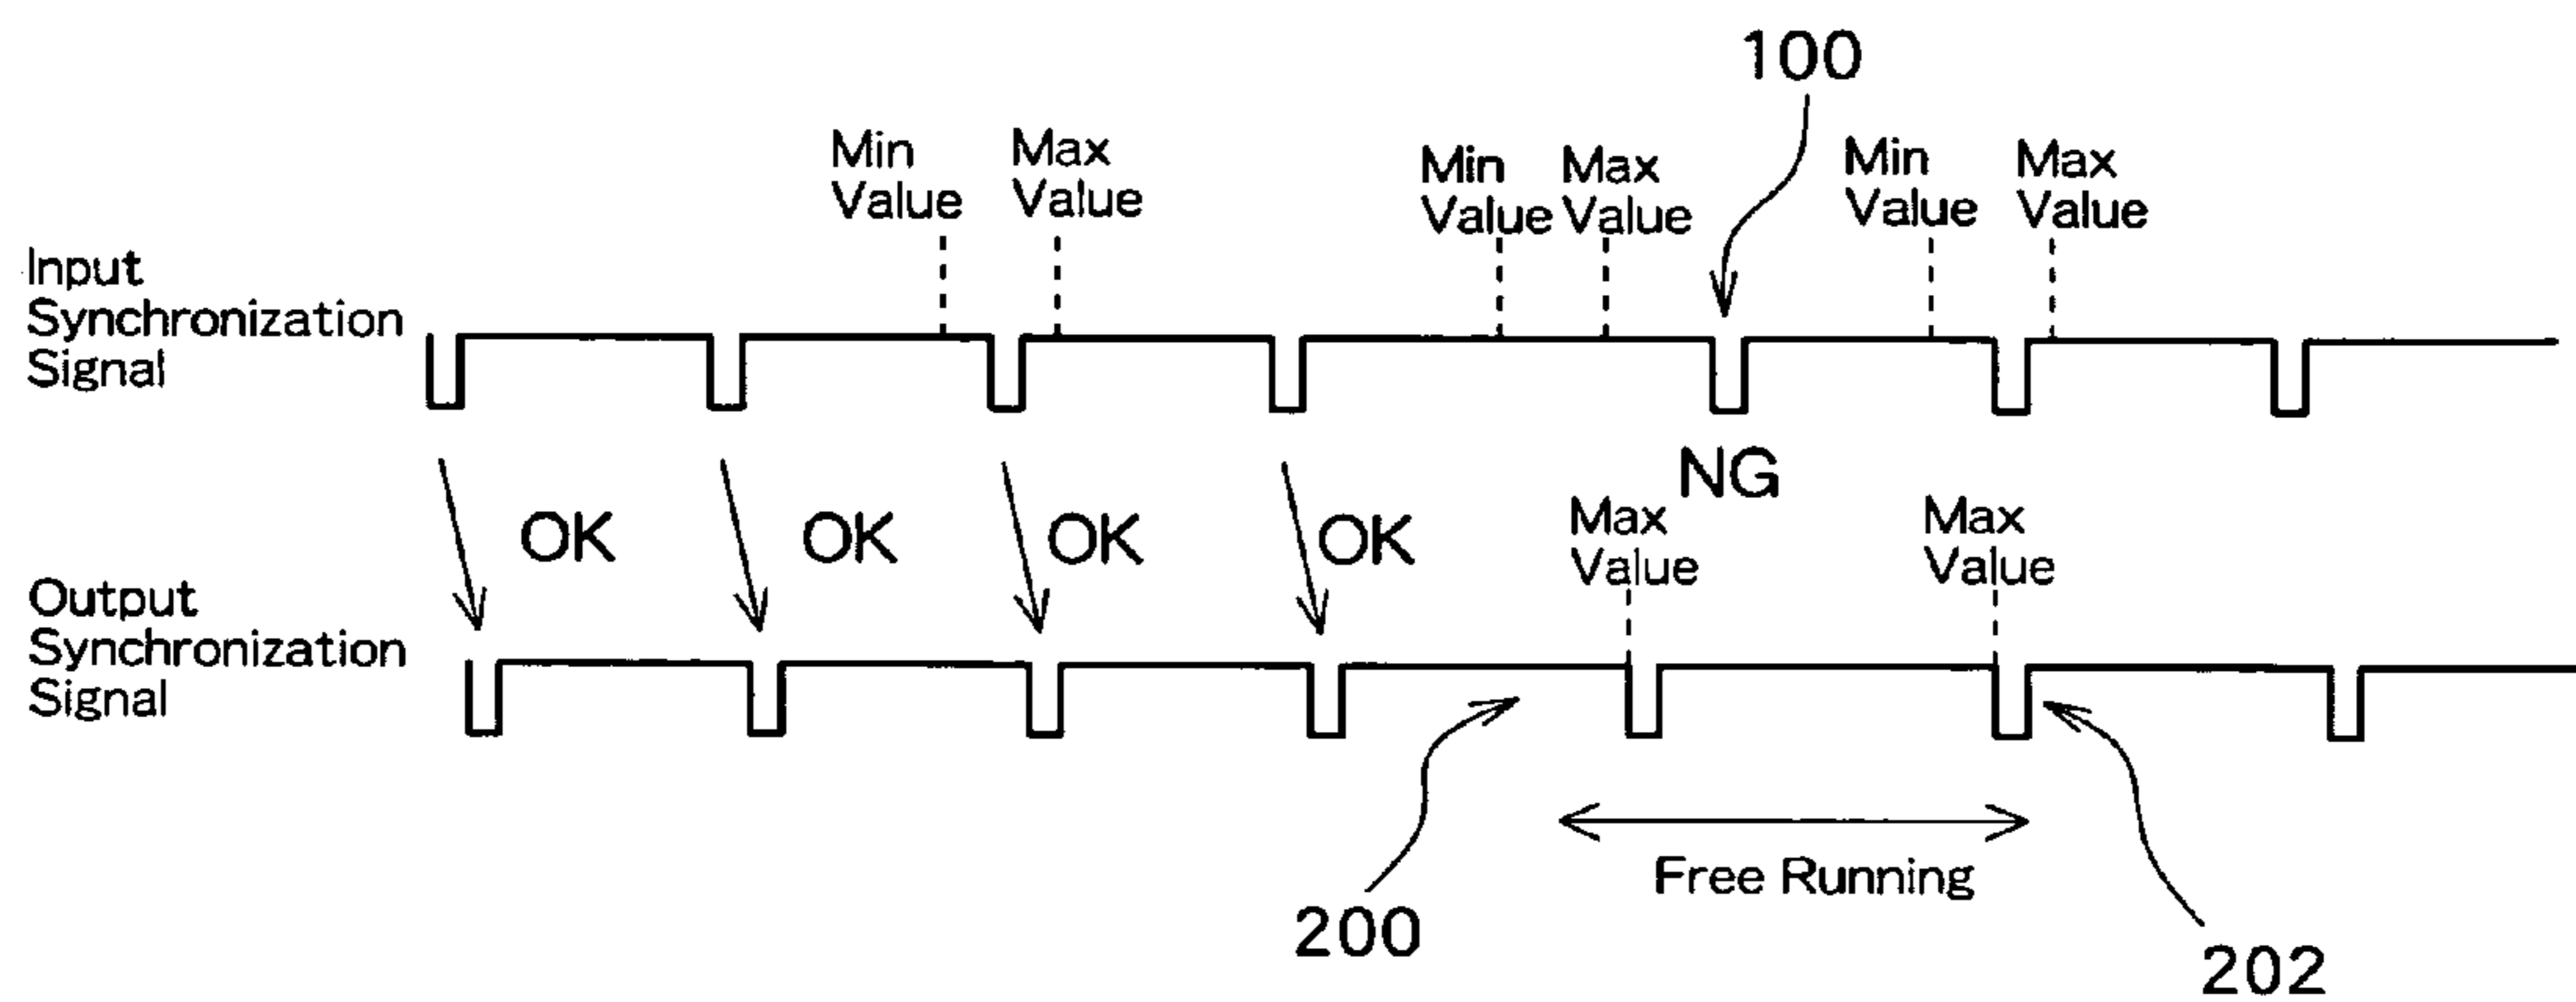 100
Min
Value
Max
Value
Min
Value
Max
Value
Min
Value
Max
Value
Input
Synchronization
Signal
NG
OK
OK
OK
OK
Max
Value
Max
Value
Output
Synchronization
Signal
Free Running
200
202